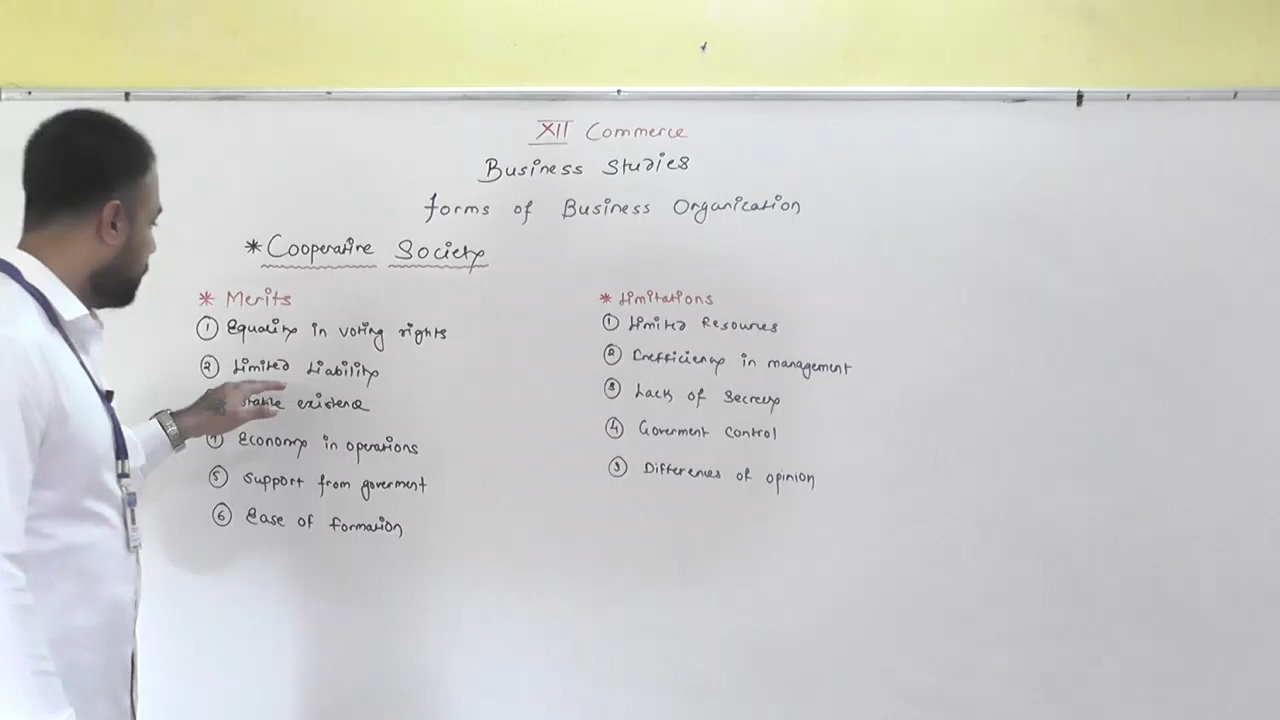 XII Commerce
Business Studies
forms of Business Organication
* Cooperative Society
* Merits
① Equality in voting rights
② Limited Liability
stable existence
④ Economy in operations
⑤ Support from goverment
⑥ Ease of formation
* Limitations
① Limited Resources
② Inefficiency in management
③ Lack of Secrecy
④ Goverment Control
⑤ Differences of opinion